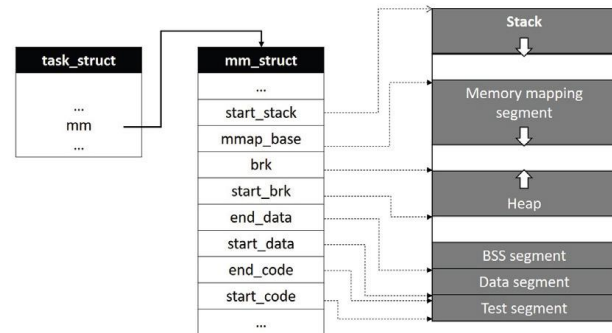 task_struct
...
mm
...
mm_struct
...
start_stack
mmap_base
brk
start_brk
end_data
start_data
end_code
start_code
...
Stack
Memory mapping
segment
Heap
BSS segment
Data segment
Test segment